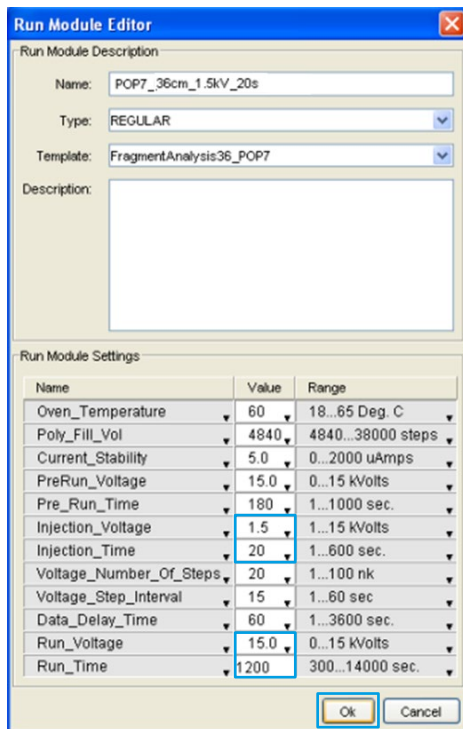 Run Module Editor
Run Module Description
Name: POP7_36cm_1.5kV_20s
Type: REGULAR
Template: FragmentAnalysis36_POP7
Description:
Run Module Settings
Name Value Range
Oven_Temperature 60 18...65 Deg. C
Poly_Fill_Vol 4840 4840...38000 steps
Current_Stability 5.0 0...2000 uAmps
PreRun_Voltage 15.0 0...15 kVolts
Pre_Run_Time 180 1...1000 sec.
Injection_Voltage 1.5 1...15 kVolts
Injection_Time 20 1...600 sec.
Voltage_Number_Of_Steps 20 1...100 nk
Voltage_Step_Interval 15 1...60 sec
Data_Delay_Time 60 1...3600 sec.
Run_Voltage 15.0 0...15 kVolts
Run_Time 1200 300...14000 sec.
Ok Cancel